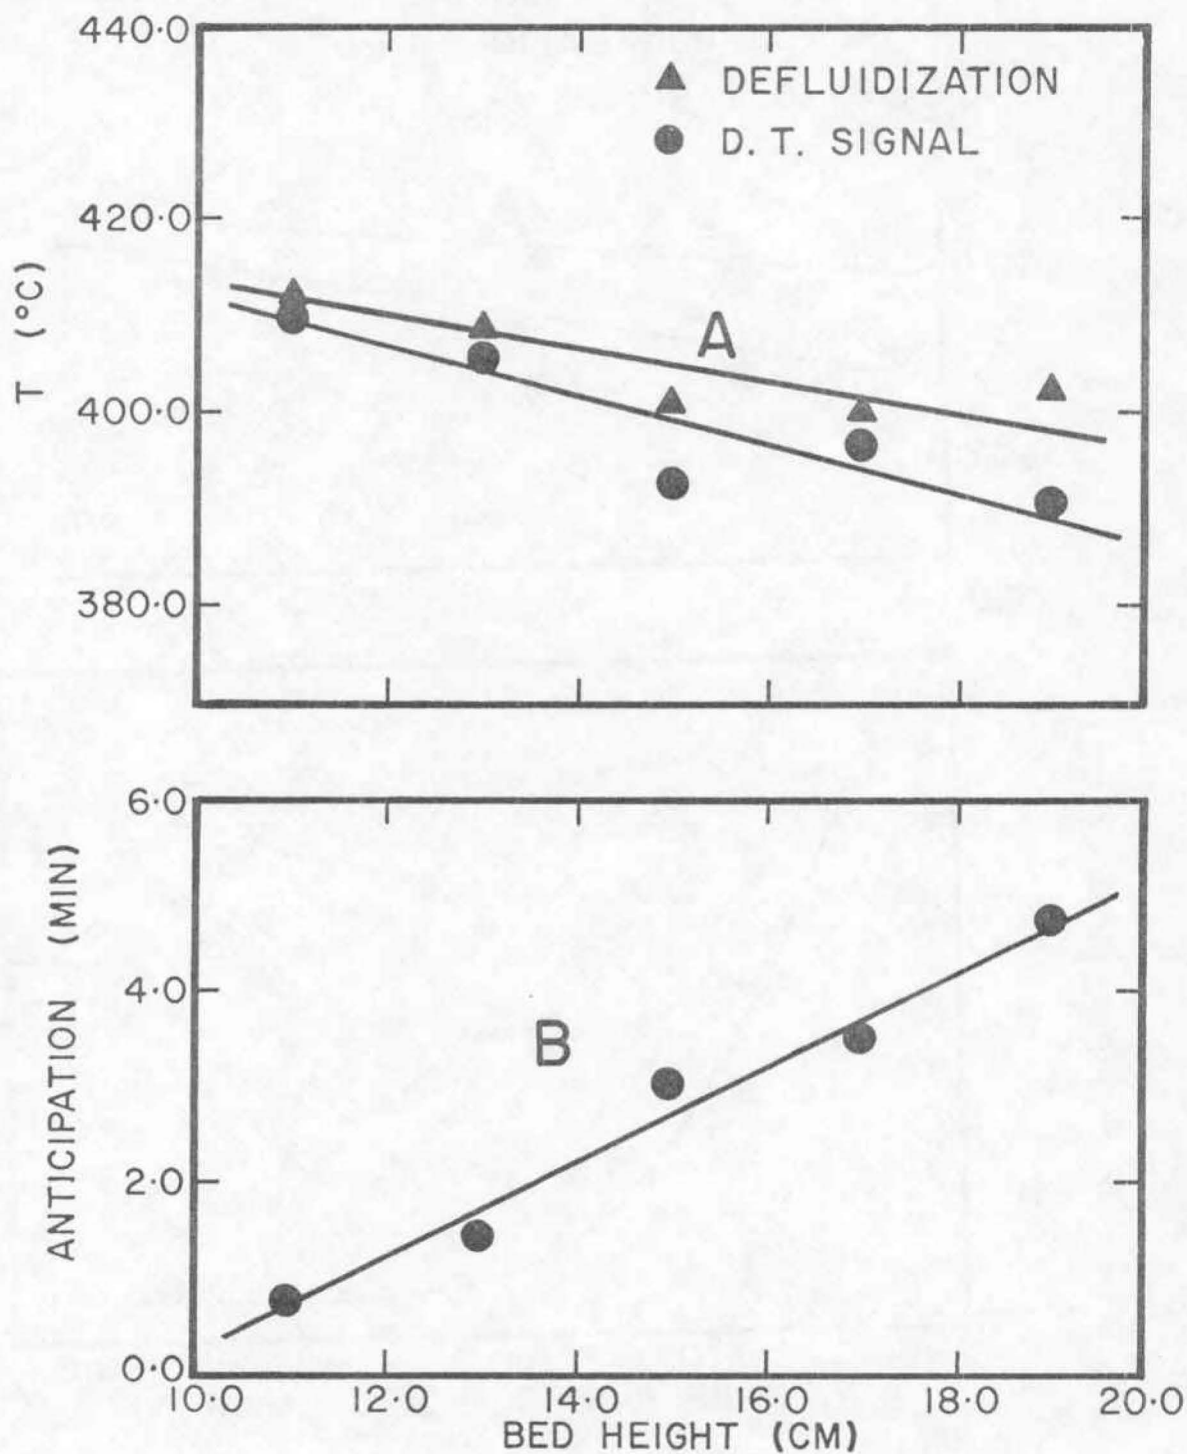 440·0
▲ DEFLUIDIZATION
● D. T. SIGNAL
420·0
T (°C)
A
400·0
380·0
6·0
ANTICIPATION (MIN)
4·0
B
2·0
0·0
10·0 12·0 14·0 16·0 18·0 20·0
BED HEIGHT (CM)